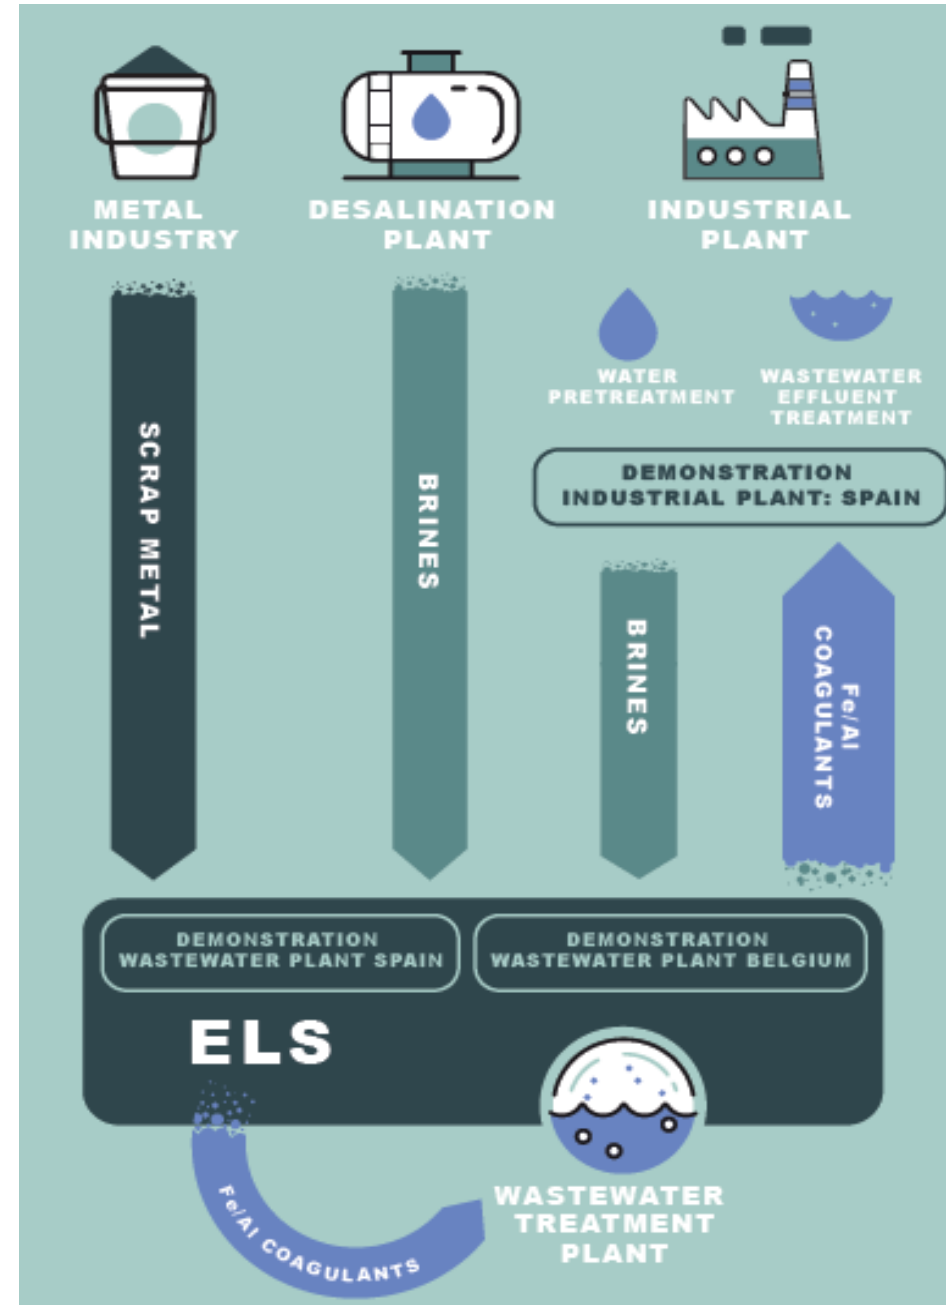 METAL
INDUSTRY
DESALINATION
PLANT
INDUSTRIAL
PLANT
WATER
PRETREATMENT
WASTEWATER
EFFLUENT
TREATMENT
DEMONSTRATION
INDUSTRIAL PLANT: SPAIN
SCRAP METAL
BRINES
BRINES
Fe/Al
COAGULANTS
DEMONSTRATION
WASTEWATER PLANT SPAIN
DEMONSTRATION
WASTEWATER PLANT BELGIUM
ELS
Fe/Al COAGULANTS
WASTEWATER
TREATMENT
PLANT